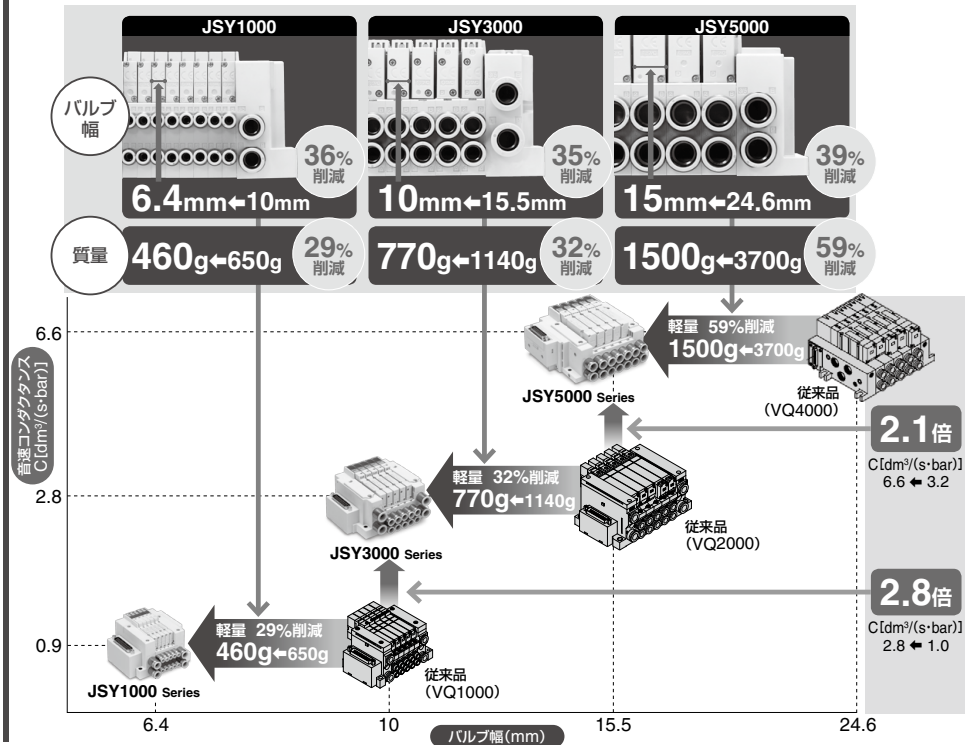 JSY1000
JSY3000
JSY5000
バルブ
幅
36%
削減
35%
削減
39%
削減
6.4mm⬅10mm
10mm⬅15.5mm
15mm⬅24.6mm
質量
460g⬅650g
29%
削減
770g⬅1140g
32%
削減
1500g⬅3700g
59%
削減
音速コンダクタンス
C[dm³/(s·bar)]
6.6
軽量 59%削減
1500g⬅3700g
JSY5000 Series
従来品
(VQ4000)
2.1倍
C[dm³/(s·bar)]
6.6 ⬅ 3.2
2.8
軽量 32%削減
770g⬅1140g
JSY3000 Series
従来品
(VQ2000)
2.8倍
C[dm³/(s·bar)]
2.8 ⬅ 1.0
0.9
軽量 29%削減
460g⬅650g
JSY1000 Series
従来品
(VQ1000)
6.4
10
15.5
24.6
バルブ幅(mm)